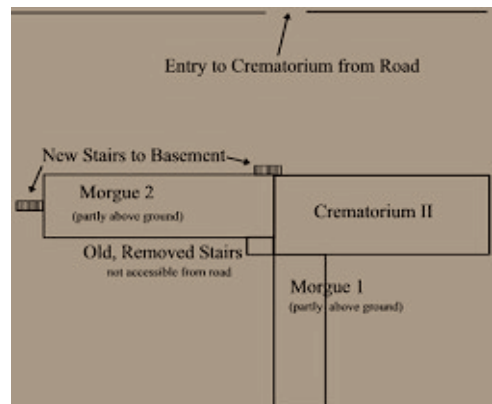 Entry to Crematorium from Road
New Stairs to Basement
Morgue 2
(partly above ground)
Crematorium II
Old, Removed Stairs
not accessible from road
Morgue 1
(partly above ground)